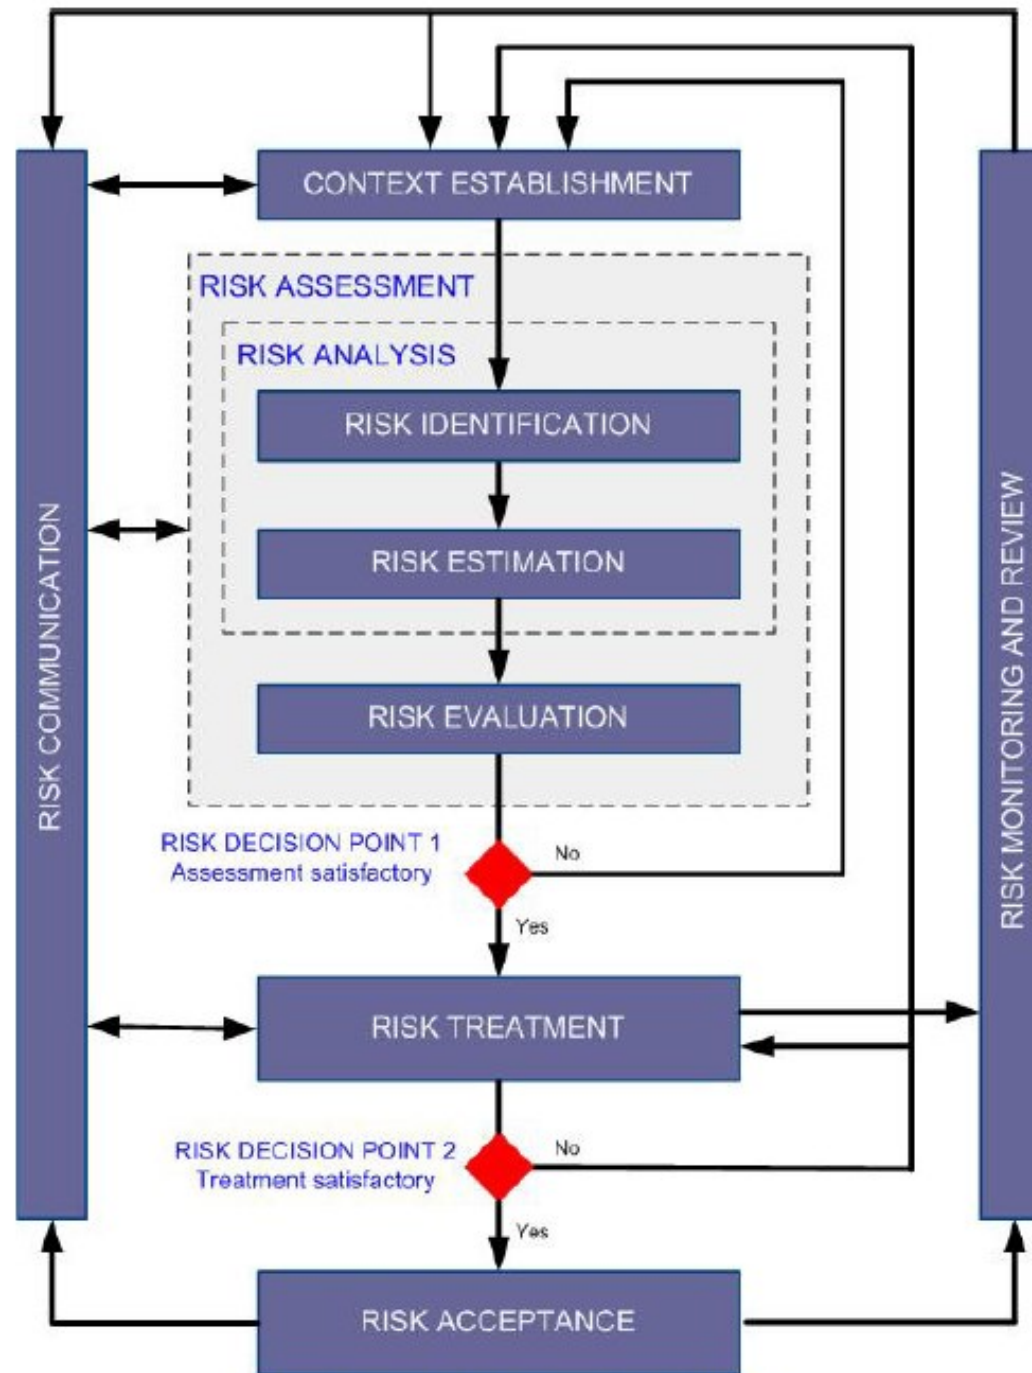 CONTEXT ESTABLISHMENT
RISK ASSESSMENT
RISK ANALYSIS
RISK IDENTIFICATION
RISK ESTIMATION
RISK EVALUATION
RISK COMMUNICATION
RISK MONITORING AND REVIEW
RISK DECISION POINT 1
Assessment satisfactory
No
Yes
RISK TREATMENT
RISK DECISION POINT 2
Treatment satisfactory
No
Yes
RISK ACCEPTANCE